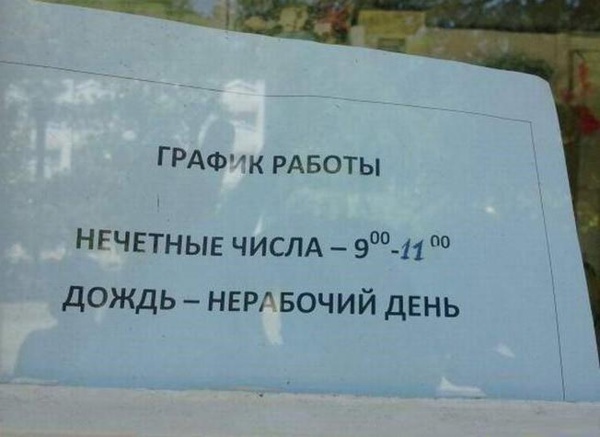 ГРАФИК РАБОТЫ
НЕЧЕТНЫЕ ЧИСЛА – 9⁰⁰-11⁰⁰
ДОЖДЬ – НЕРАБОЧИЙ ДЕНЬ